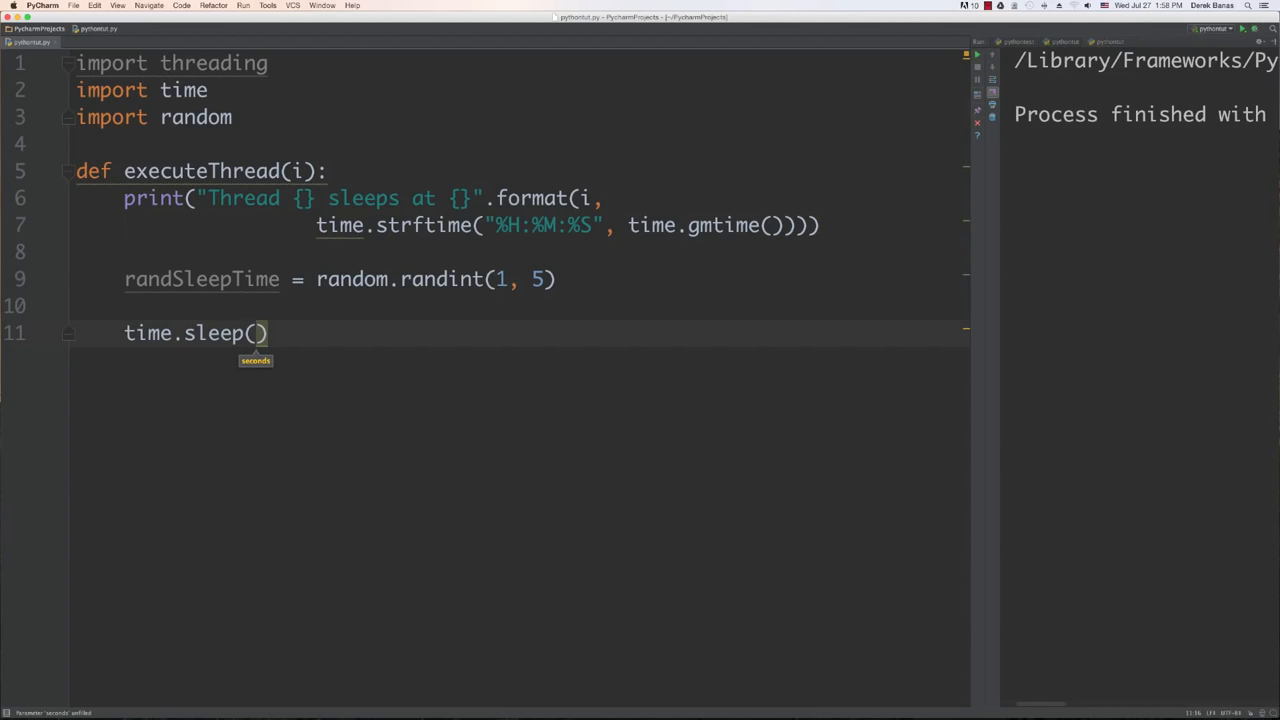 PyCharm File Edit View Navigate Code Refactor Run Tools VCS Window Help
10 Wed Jul 27 1:58 PM Derek Banas
pythontut.py - PycharmProjects - [~/PycharmProjects]
PycharmProjects pythontut.py
pythontut
pythontut.py
Run: pythontest pythontut pythontut
1 import threading
2 import time
3 import random
4
5 def executeThread(i):
6 print("Thread {} sleeps at {}".format(i,
7 time.strftime("%H:%M:%S", time.gmtime())))
8
9 randSleepTime = random.randint(1, 5)
10
11 time.sleep()
seconds
/Library/Frameworks/Py
Process finished with
Parameter 'seconds' unfilled
11:16 LF÷ UTF-8÷